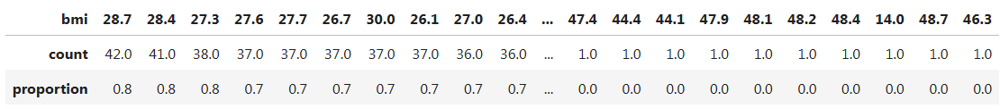 bmi 28.7 28.4 27.3 27.6 27.7 26.7 30.0 26.1 27.0 26.4 ... 47.4 44.4 44.1 47.9 48.1 48.2 48.4 14.0 48.7 46.3
count 42.0 41.0 38.0 37.0 37.0 37.0 37.0 37.0 36.0 36.0 ... 1.0 1.0 1.0 1.0 1.0 1.0 1.0 1.0 1.0 1.0
proportion 0.8 0.8 0.8 0.7 0.7 0.7 0.7 0.7 0.7 0.7 ... 0.0 0.0 0.0 0.0 0.0 0.0 0.0 0.0 0.0 0.0